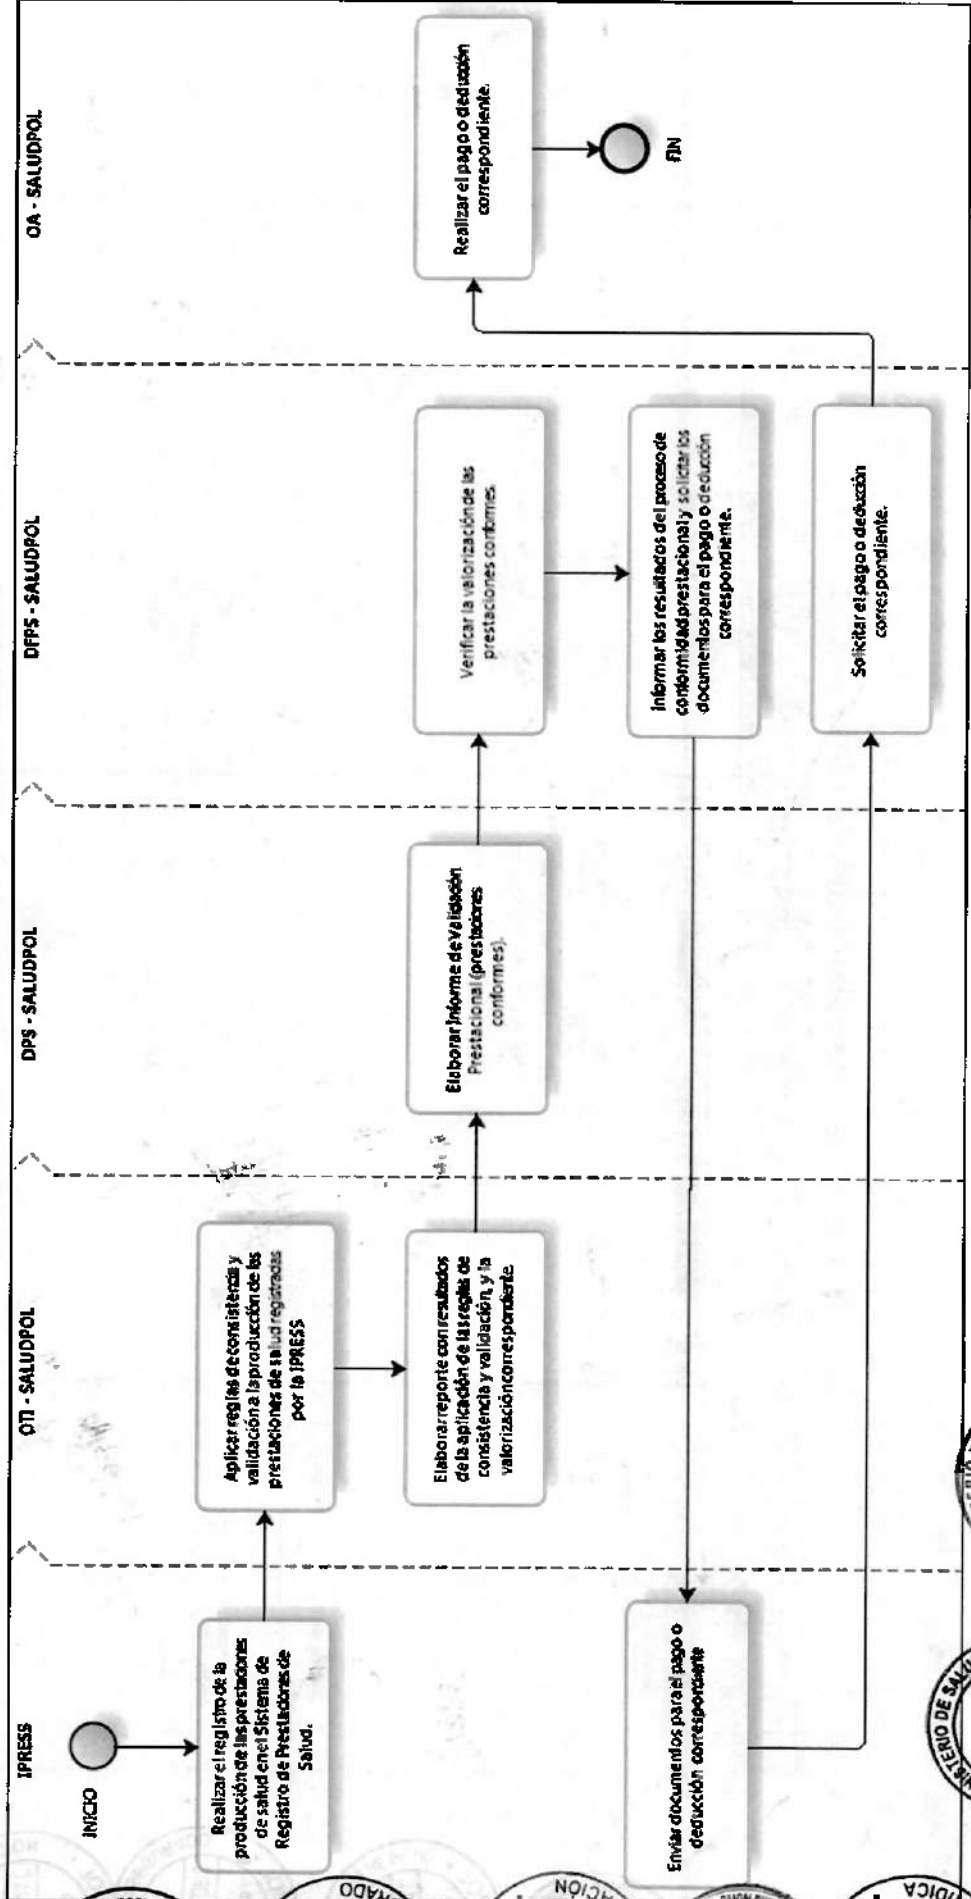 IPRESS
OTI - SALUDPOL
DPS - SALUDPOL
DFPS - SALUDPOL
OA - SALUDPOL
INICIO
Realizar el registro de la
producción de las prestaciones
de salud en el Sistema de
Registro de Prestaciones de
Salud.
Aplicar reglas de consistencia y
validación a la producción de las
prestaciones de salud registradas
por la IPRESS
Elaborar reporte con resultados
de la aplicación de las reglas de
consistencia y validación, y la
valorización correspondiente
Elaborar Informe de Validación
Prestacional (prestaciones
conformes).
Verificar la valorización de las
prestaciones conformes.
Informar los resultados del proceso de
conformidad prestacional y solicitar los
documentos para el pago o deducción
correspondiente.
Enviar documentos para el pago o
deducción correspondiente
Solicitar el pago o deducción
correspondiente.
Realizar el pago o deducción
correspondiente.
FIN